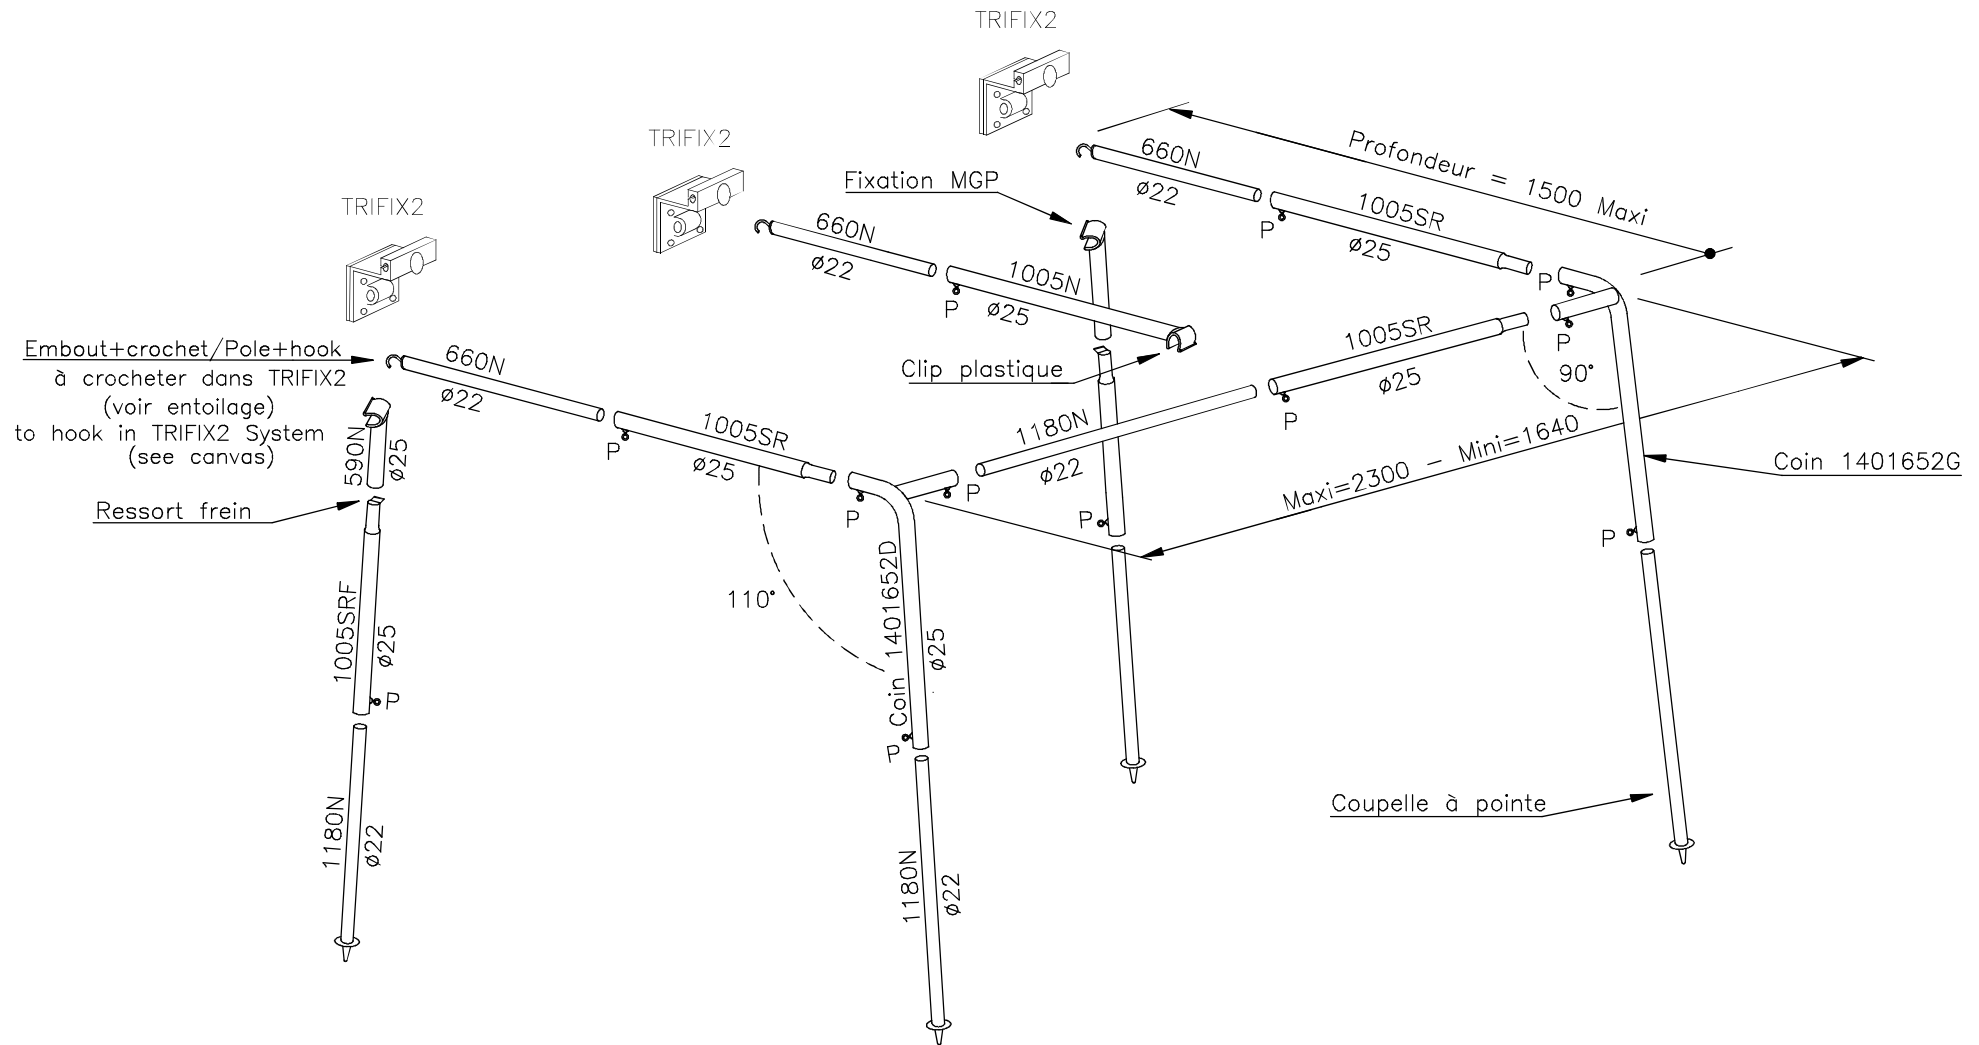 TRIFIX2
TRIFIX2
TRIFIX2
Profondeur = 1500 Maxi
660N
ø22
Fixation MGP
1005SR
ø25
P
660N
ø22
1005N
ø25
P
P
P
Embout+crochet/Pole+hook
à crocheter dans TRIFIX2
(voir entoilage)
to hook in TRIFIX2 System
(see canvas)
660N
ø22
Clip plastique
1005SR
ø25
90°
P
590N
ø25
P
1005SR
ø25
1180N
ø22
Maxi=2300 - Mini=1640
Coin 1401652G
Ressort frein
P
P
P
P
1005SRF
ø25
P
110°
Coin 1401652D
ø25
P
1180N
ø22
1180N
ø22
Coupelle à pointe